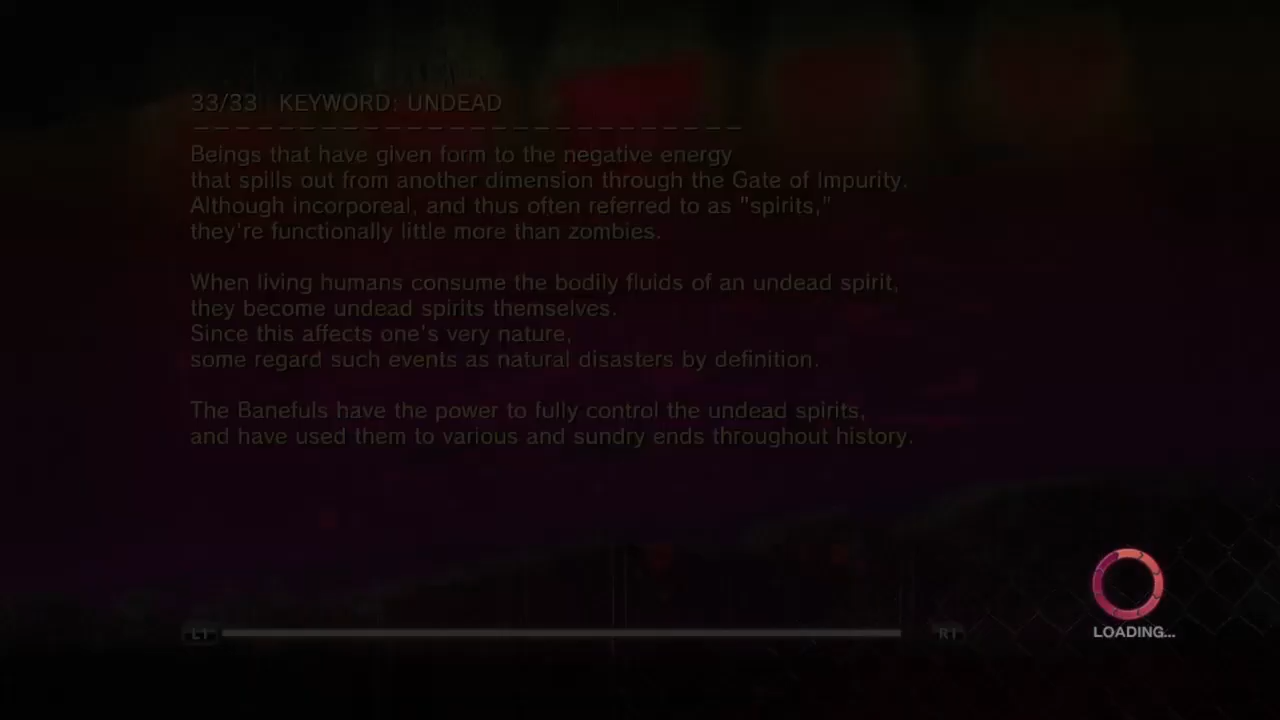 33/33 KEYWORD: UNDEAD
Beings that have given form to the negative energy
that spills out from another dimension through the Gate of Impurity.
Although incorporeal, and thus often referred to as "spirits,"
they're functionally little more than zombies.
When living humans consume the bodily fluids of an undead spirit,
they become undead spirits themselves.
Since this affects one's very nature,
some regard such events as natural disasters by definition.
The Banefuls have the power to fully control the undead spirits,
and have used them to various and sundry ends throughout history.
L1 R1
LOADING...